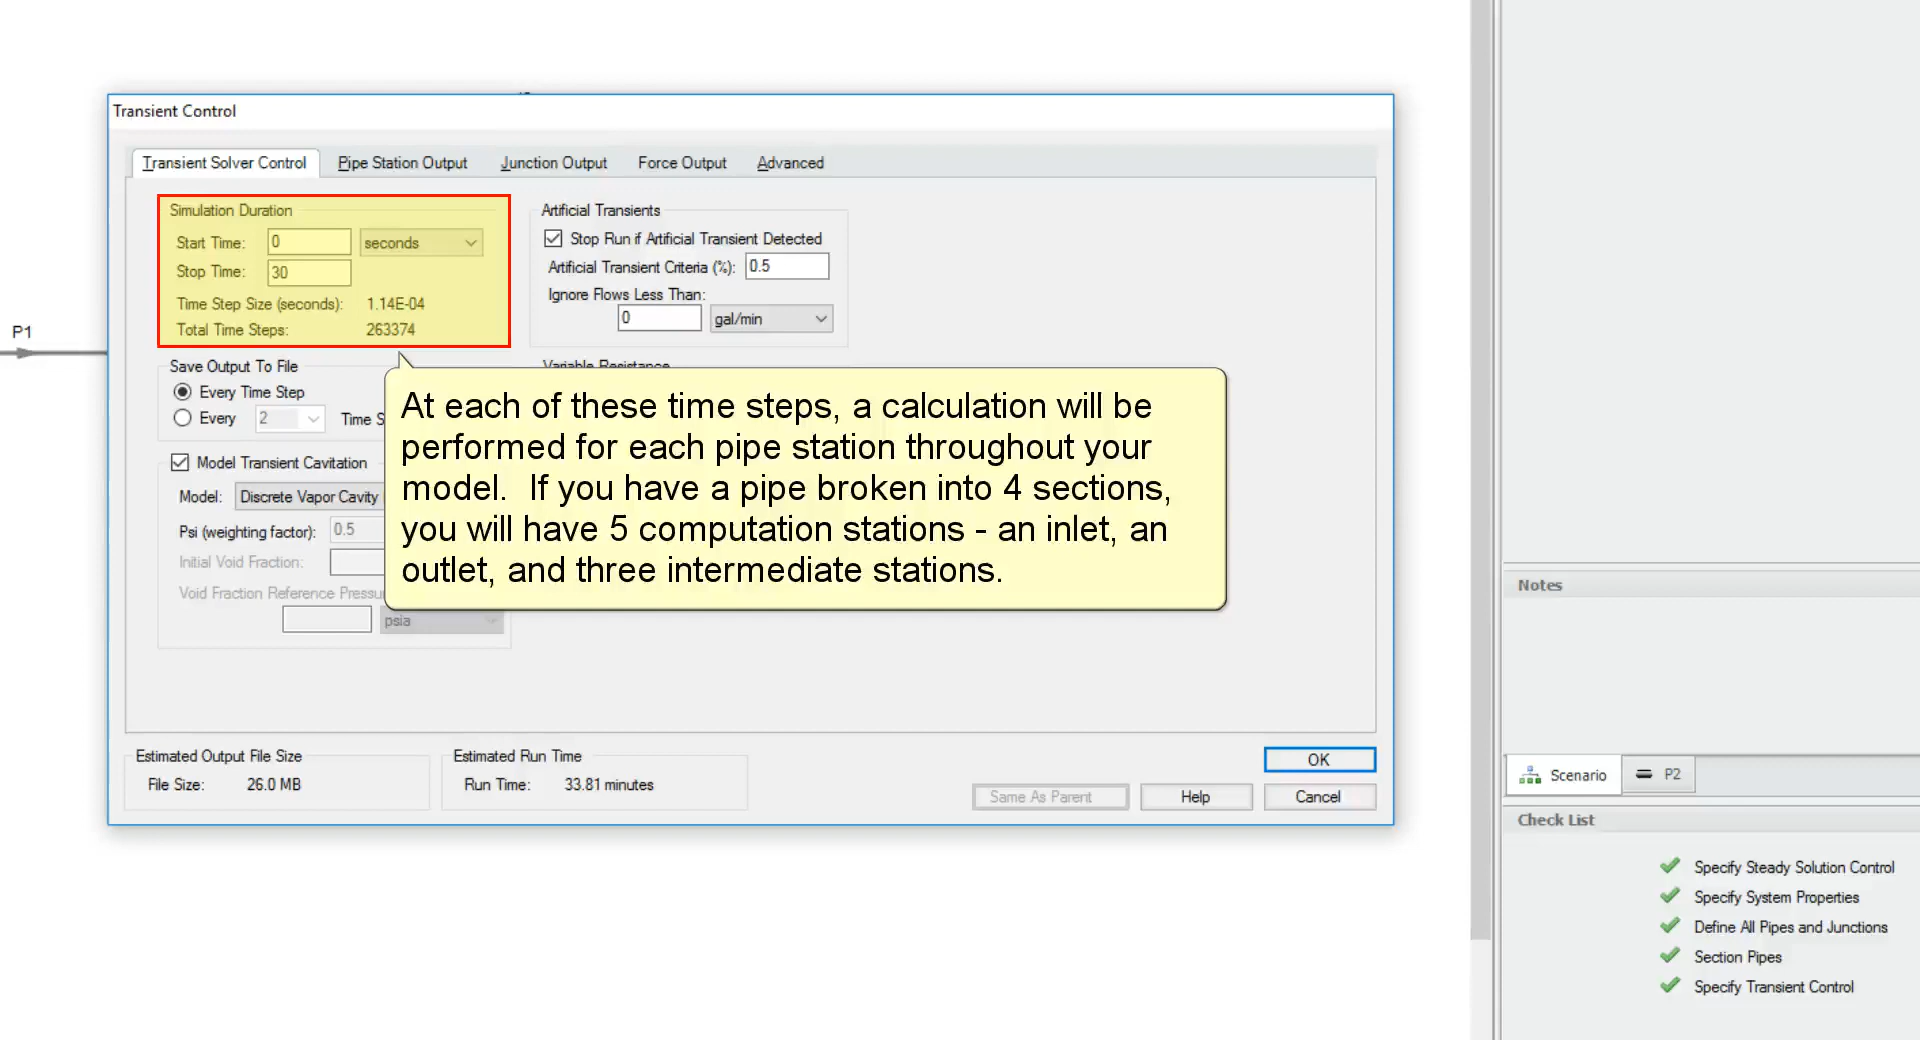 Transient Control
Transient Solver Control
Pipe Station Output
Junction Output
Force Output
Advanced
Simulation Duration
Start Time: 0 seconds
Stop Time: 30
Time Step Size (seconds): 1.14E-04
Total Time Steps: 263374
Artificial Transients
Stop Run if Artificial Transient Detected
Artificial Transient Criteria (%): 0.5
Ignore Flows Less Than:
0 gal/min
P1
Save Output To File
Every Time Step
Every 2 Time S
Variable Resistance
At each of these time steps, a calculation will be
performed for each pipe station throughout your
model. If you have a pipe broken into 4 sections,
you will have 5 computation stations - an inlet, an
outlet, and three intermediate stations.
Model Transient Cavitation
Model: Discrete Vapor Cavity
Psi (weighting factor): 0.5
Initial Void Fraction:
Void Fraction Reference Pressu
psia
Estimated Output File Size
File Size: 26.0 MB
Estimated Run Time
Run Time: 33.81 minutes
OK
Same As Parent
Help
Cancel
Notes
Scenario
P2
Check List
Specify Steady Solution Control
Specify System Properties
Define All Pipes and Junctions
Section Pipes
Specify Transient Control